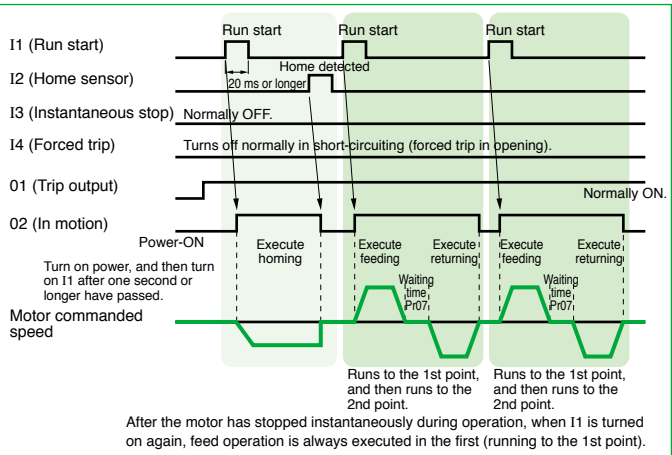 Run start
Run start
Run start
I1 (Run start)
Home detected
I2 (Home sensor)
20 ms or longer
I3 (Instantaneous stop)
Normally OFF.
I4 (Forced trip)
Turns off normally in short-circuiting (forced trip in opening).
01 (Trip output)
Normally ON.
02 (In motion)
Power-ON
Execute
homing
Execute
feeding
Execute
returning
Execute
feeding
Execute
returning
Turn on power, and then turn
on I1 after one second or
longer have passed.
Waiting
time
Pr07
Waiting
time
Pr07
Motor commanded
speed
Runs to the 1st point,
and then runs to the
2nd point.
Runs to the 1st point,
and then runs to the
2nd point.
After the motor has stopped instantaneously during operation, when I1 is turned
on again, feed operation is always executed in the first (running to the 1st point).